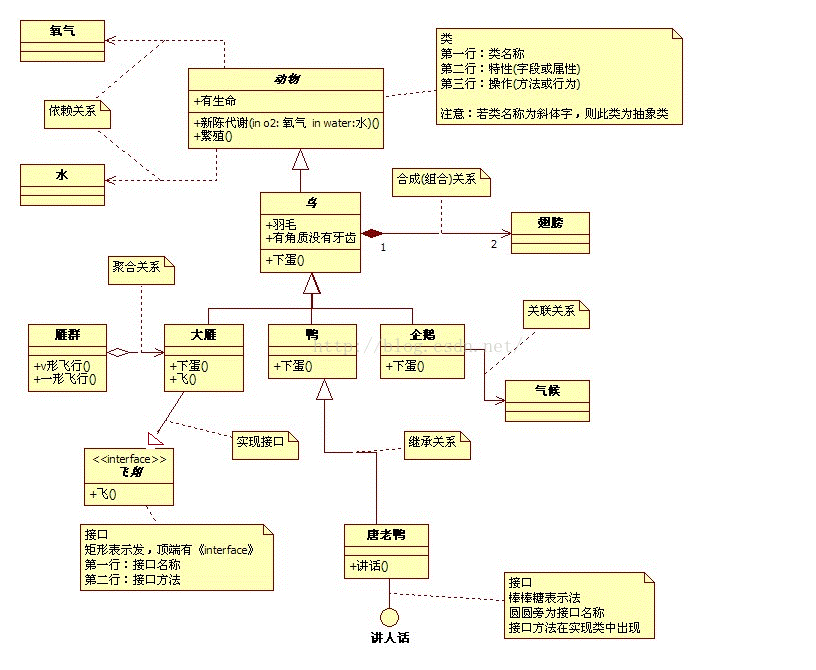 氧气
类
第一行：类名称
第二行：特性(字段或属性)
第三行：操作(方法或行为)
注意：若类名称为斜体字，则此类为抽象类
动物
+有生命
+新陈代谢(in o2: 氧气 in water:水)()
+繁殖()
依赖关系
水
合成(组合)关系
鸟
+羽毛
+有角质没有牙齿
+下蛋()
1
2
翅膀
聚合关系
关联关系
雁群
+v形飞行()
+一形飞行()
大雁
+下蛋()
+飞()
鸭
+下蛋()
企鹅
+下蛋()
http://blog.csdn.net
气候
实现接口
继承关系
<<interface>>
飞翔
+飞()
接口
矩形表示发，顶端有《interface》
第一行：接口名称
第二行：接口方法
唐老鸭
+讲话()
讲人话
接口
棒棒糖表示法
圆圆旁为接口名称
接口方法在实现类中出现